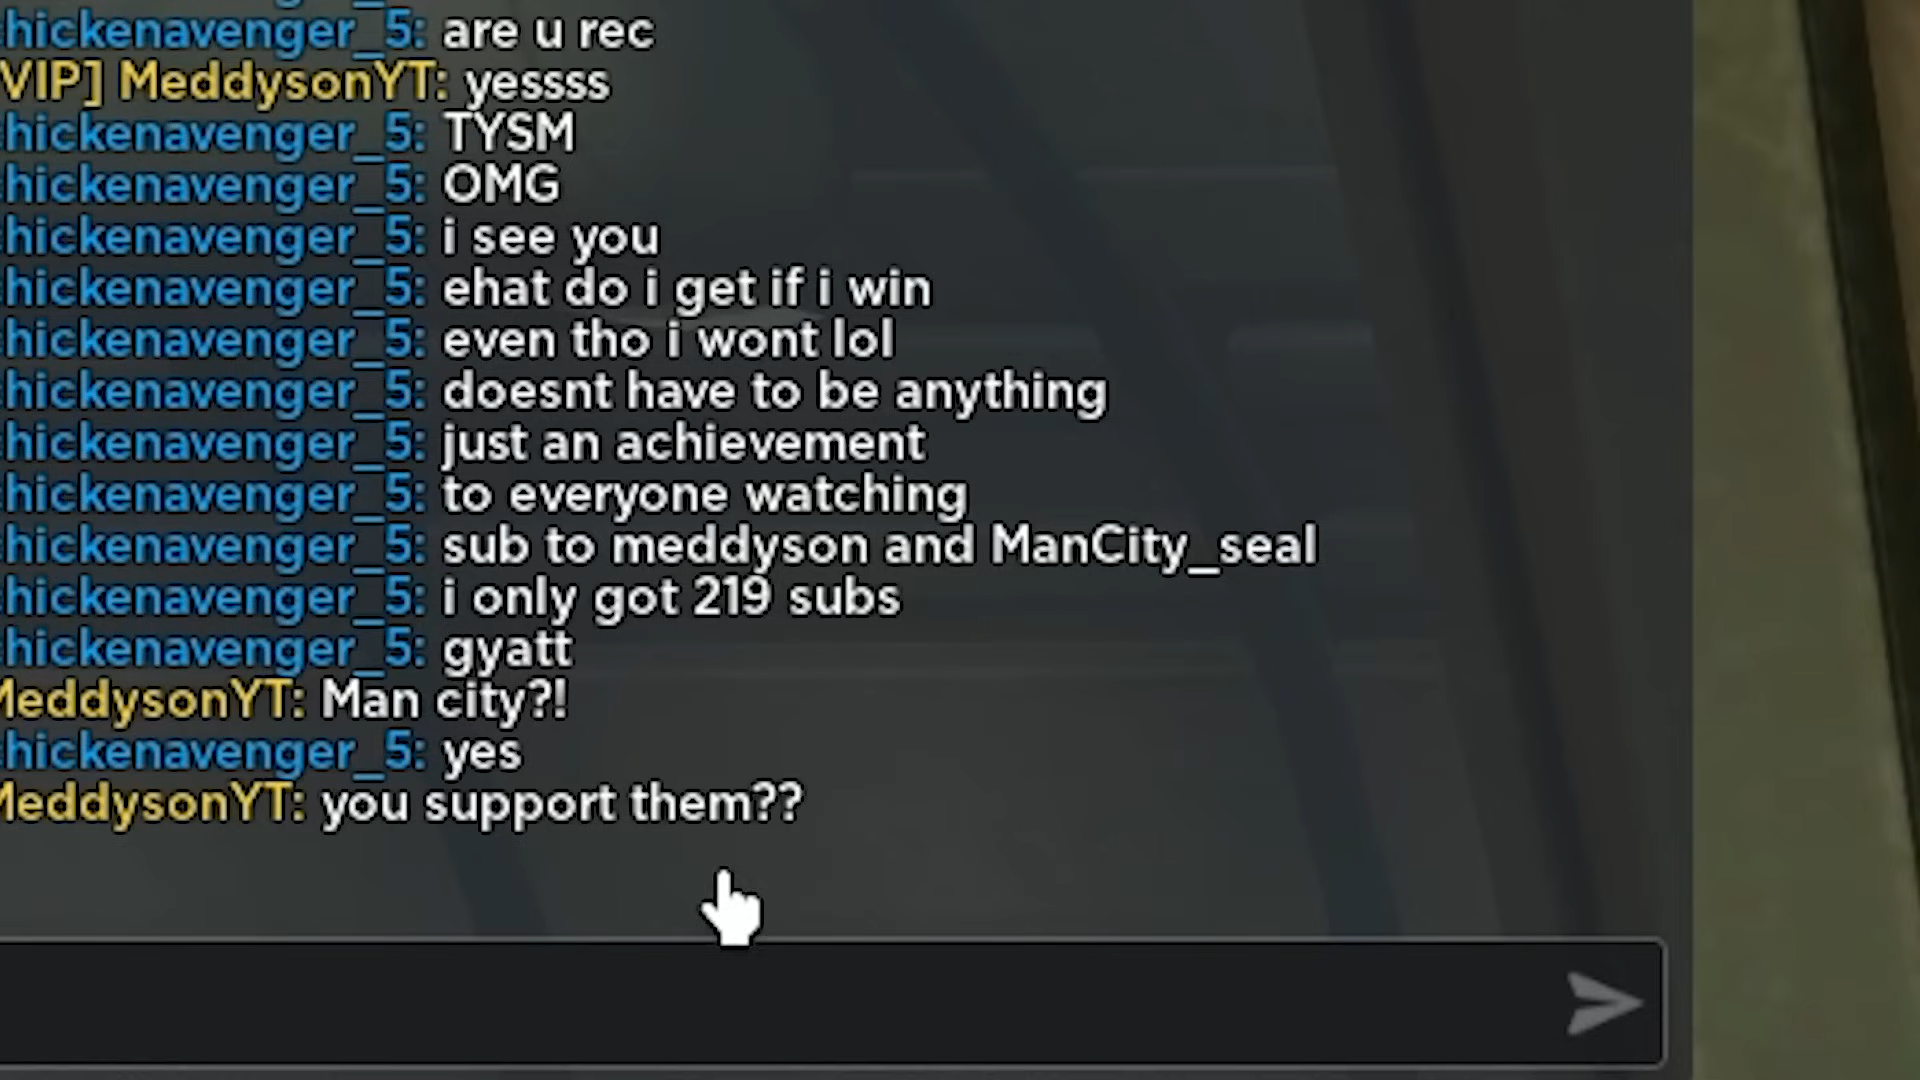 hickenavenger_5: are u rec
VIP] MeddysonYT: yessss
hickenavenger_5: TYSM
hickenavenger_5: OMG
hickenavenger_5: i see you
hickenavenger_5: ehat do i get if i win
hickenavenger_5: even tho i wont lol
hickenavenger_5: doesnt have to be anything
hickenavenger_5: just an achievement
hickenavenger_5: to everyone watching
hickenavenger_5: sub to meddyson and ManCity_seal
hickenavenger_5: i only got 219 subs
hickenavenger_5: gyatt
MeddysonYT: Man city?!
hickenavenger_5: yes
MeddysonYT: you support them??